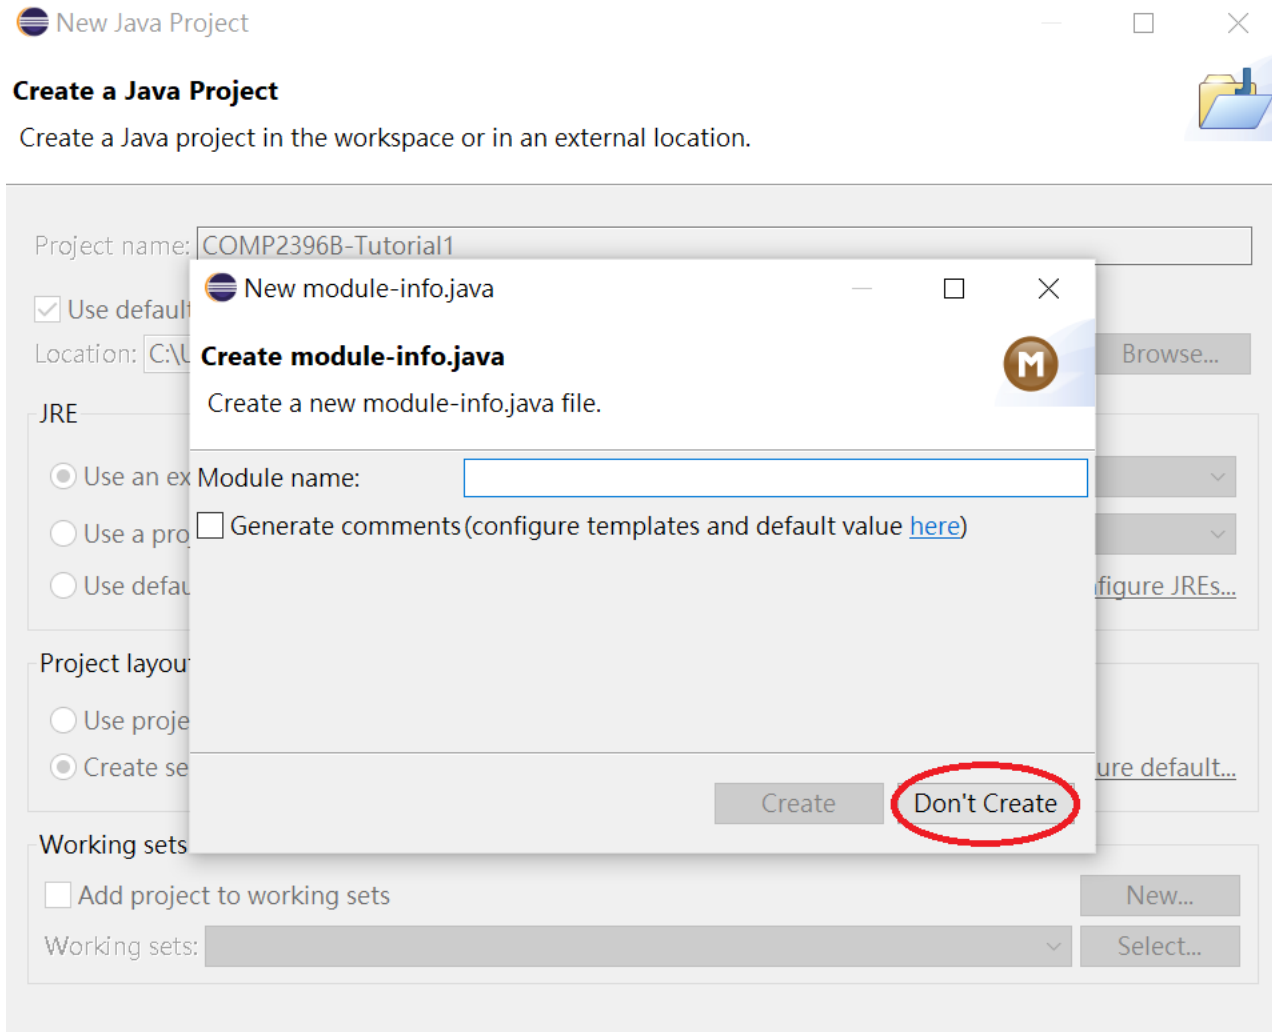 New Java Project
Create a Java Project
Create a Java project in the workspace or in an external location.
Project name: COMP2396B-Tutorial1
New module-info.java
Use default
Location: C:\U
Browse...
Create module-info.java
M
Create a new module-info.java file.
JRE
Use an ex
Module name:
Generate comments (configure templates and default value here)
Use a pro
Use defau
figure JREs...
Project layou
Use proje
Create se
ure default...
Create
Don't Create
Working sets
Add project to working sets
New...
Working sets:
Select...